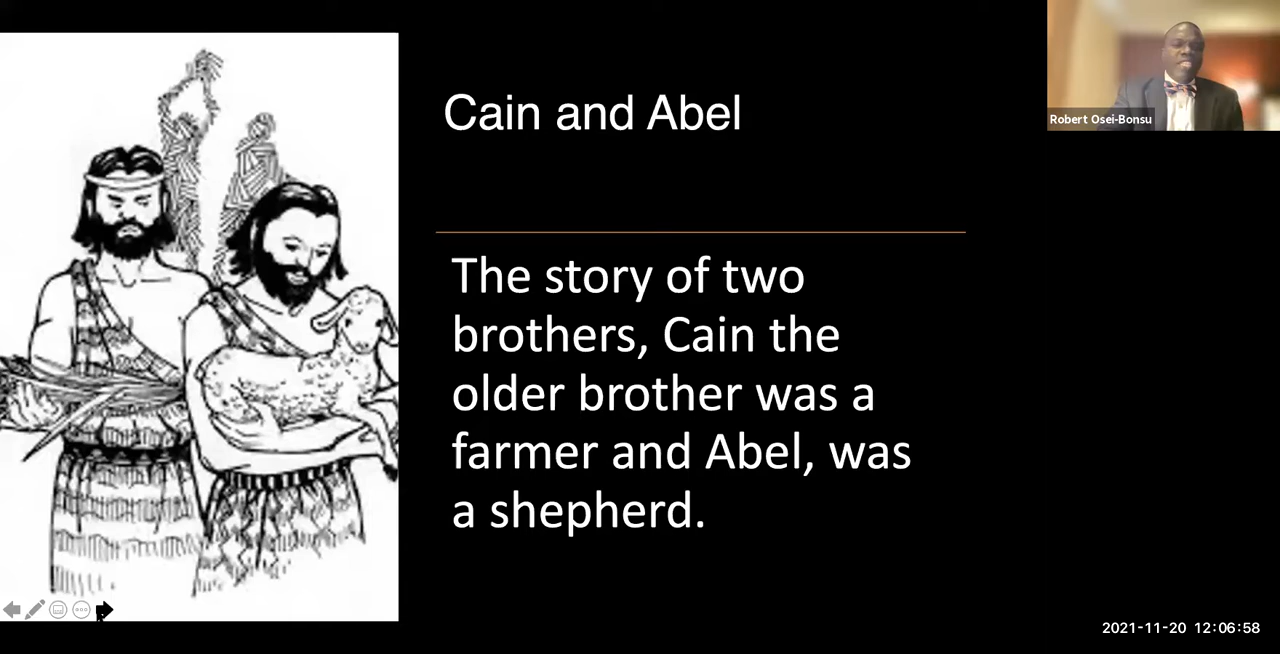 Cain and Abel
Robert Osei-Bonsu
The story of two
brothers, Cain the
older brother was a
farmer and Abel, was
a shepherd.
2021-11-20 12:06:58